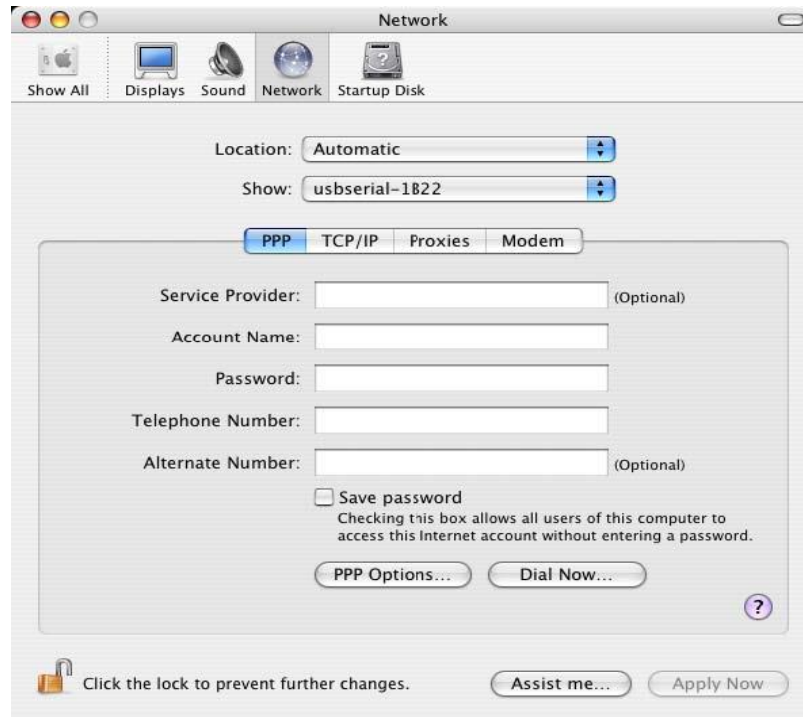 Network
Show All Displays Sound Network Startup Disk
Location: Automatic
Show: usbserial-1B22
PPP TCP/IP Proxies Modem
Service Provider: (Optional)
Account Name:
Password:
Telephone Number:
Alternate Number: (Optional)
Save password
Checking this box allows all users of this computer to
access this Internet account without entering a password.
PPP Options... Dial Now...
?
Click the lock to prevent further changes. Assist me... Apply Now